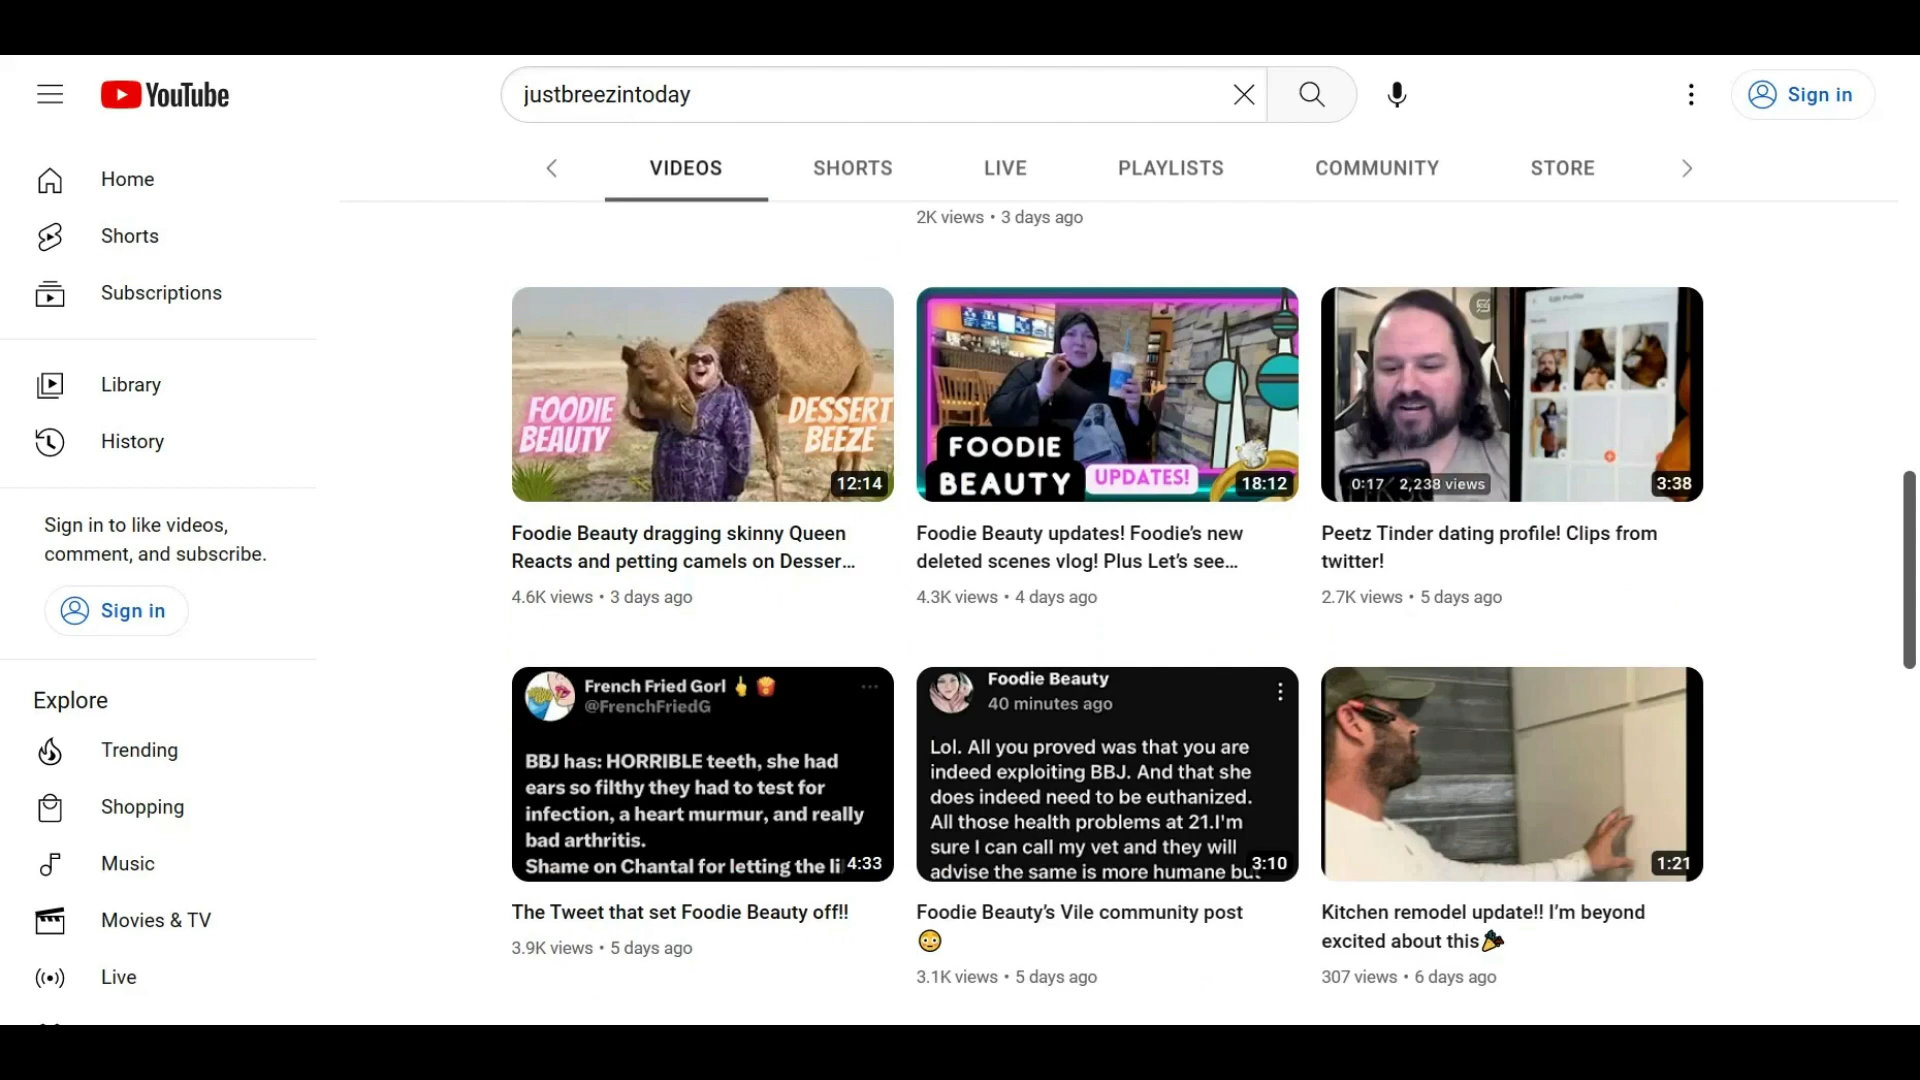 YouTube
justbreezintoday
Sign in
VIDEOS
SHORTS
LIVE
PLAYLISTS
COMMUNITY
STORE
Home
Shorts
Subscriptions
Library
History
Sign in to like videos,
comment, and subscribe.
Sign in
Explore
Trending
Shopping
Music
Movies & TV
Live
2K views • 3 days ago
FOODIE
BEAUTY
DESSERT
BEEZE
12:14
Foodie Beauty dragging skinny Queen
Reacts and petting camels on Desser...
4.6K views • 3 days ago
FOODIE
BEAUTY
UPDATES!
18:12
Foodie Beauty updates! Foodie's new
deleted scenes vlog! Plus Let's see...
4.3K views • 4 days ago
Edit Profile
0:17 2,238 views
3:38
Peetz Tinder dating profile! Clips from
twitter!
2.7K views • 5 days ago
French Fried Gorl 🖕 🍟
@FrenchFriedG
BBJ has: HORRIBLE teeth, she had
ears so filthy they had to test for
infection, a heart murmur, and really
bad arthritis.
Shame on Chantal for letting the li
4:33
The Tweet that set Foodie Beauty off!!
3.9K views • 5 days ago
Foodie Beauty
40 minutes ago
Lol. All you proved was that you are
indeed exploiting BBJ. And that she
does indeed need to be euthanized.
All those health problems at 21.I'm
sure I can call my vet and they will
advise the same is more humane but
3:10
Foodie Beauty's Vile community post
😳
3.1K views • 5 days ago
1:21
Kitchen remodel update!! I'm beyond
excited about this🎉
307 views • 6 days ago